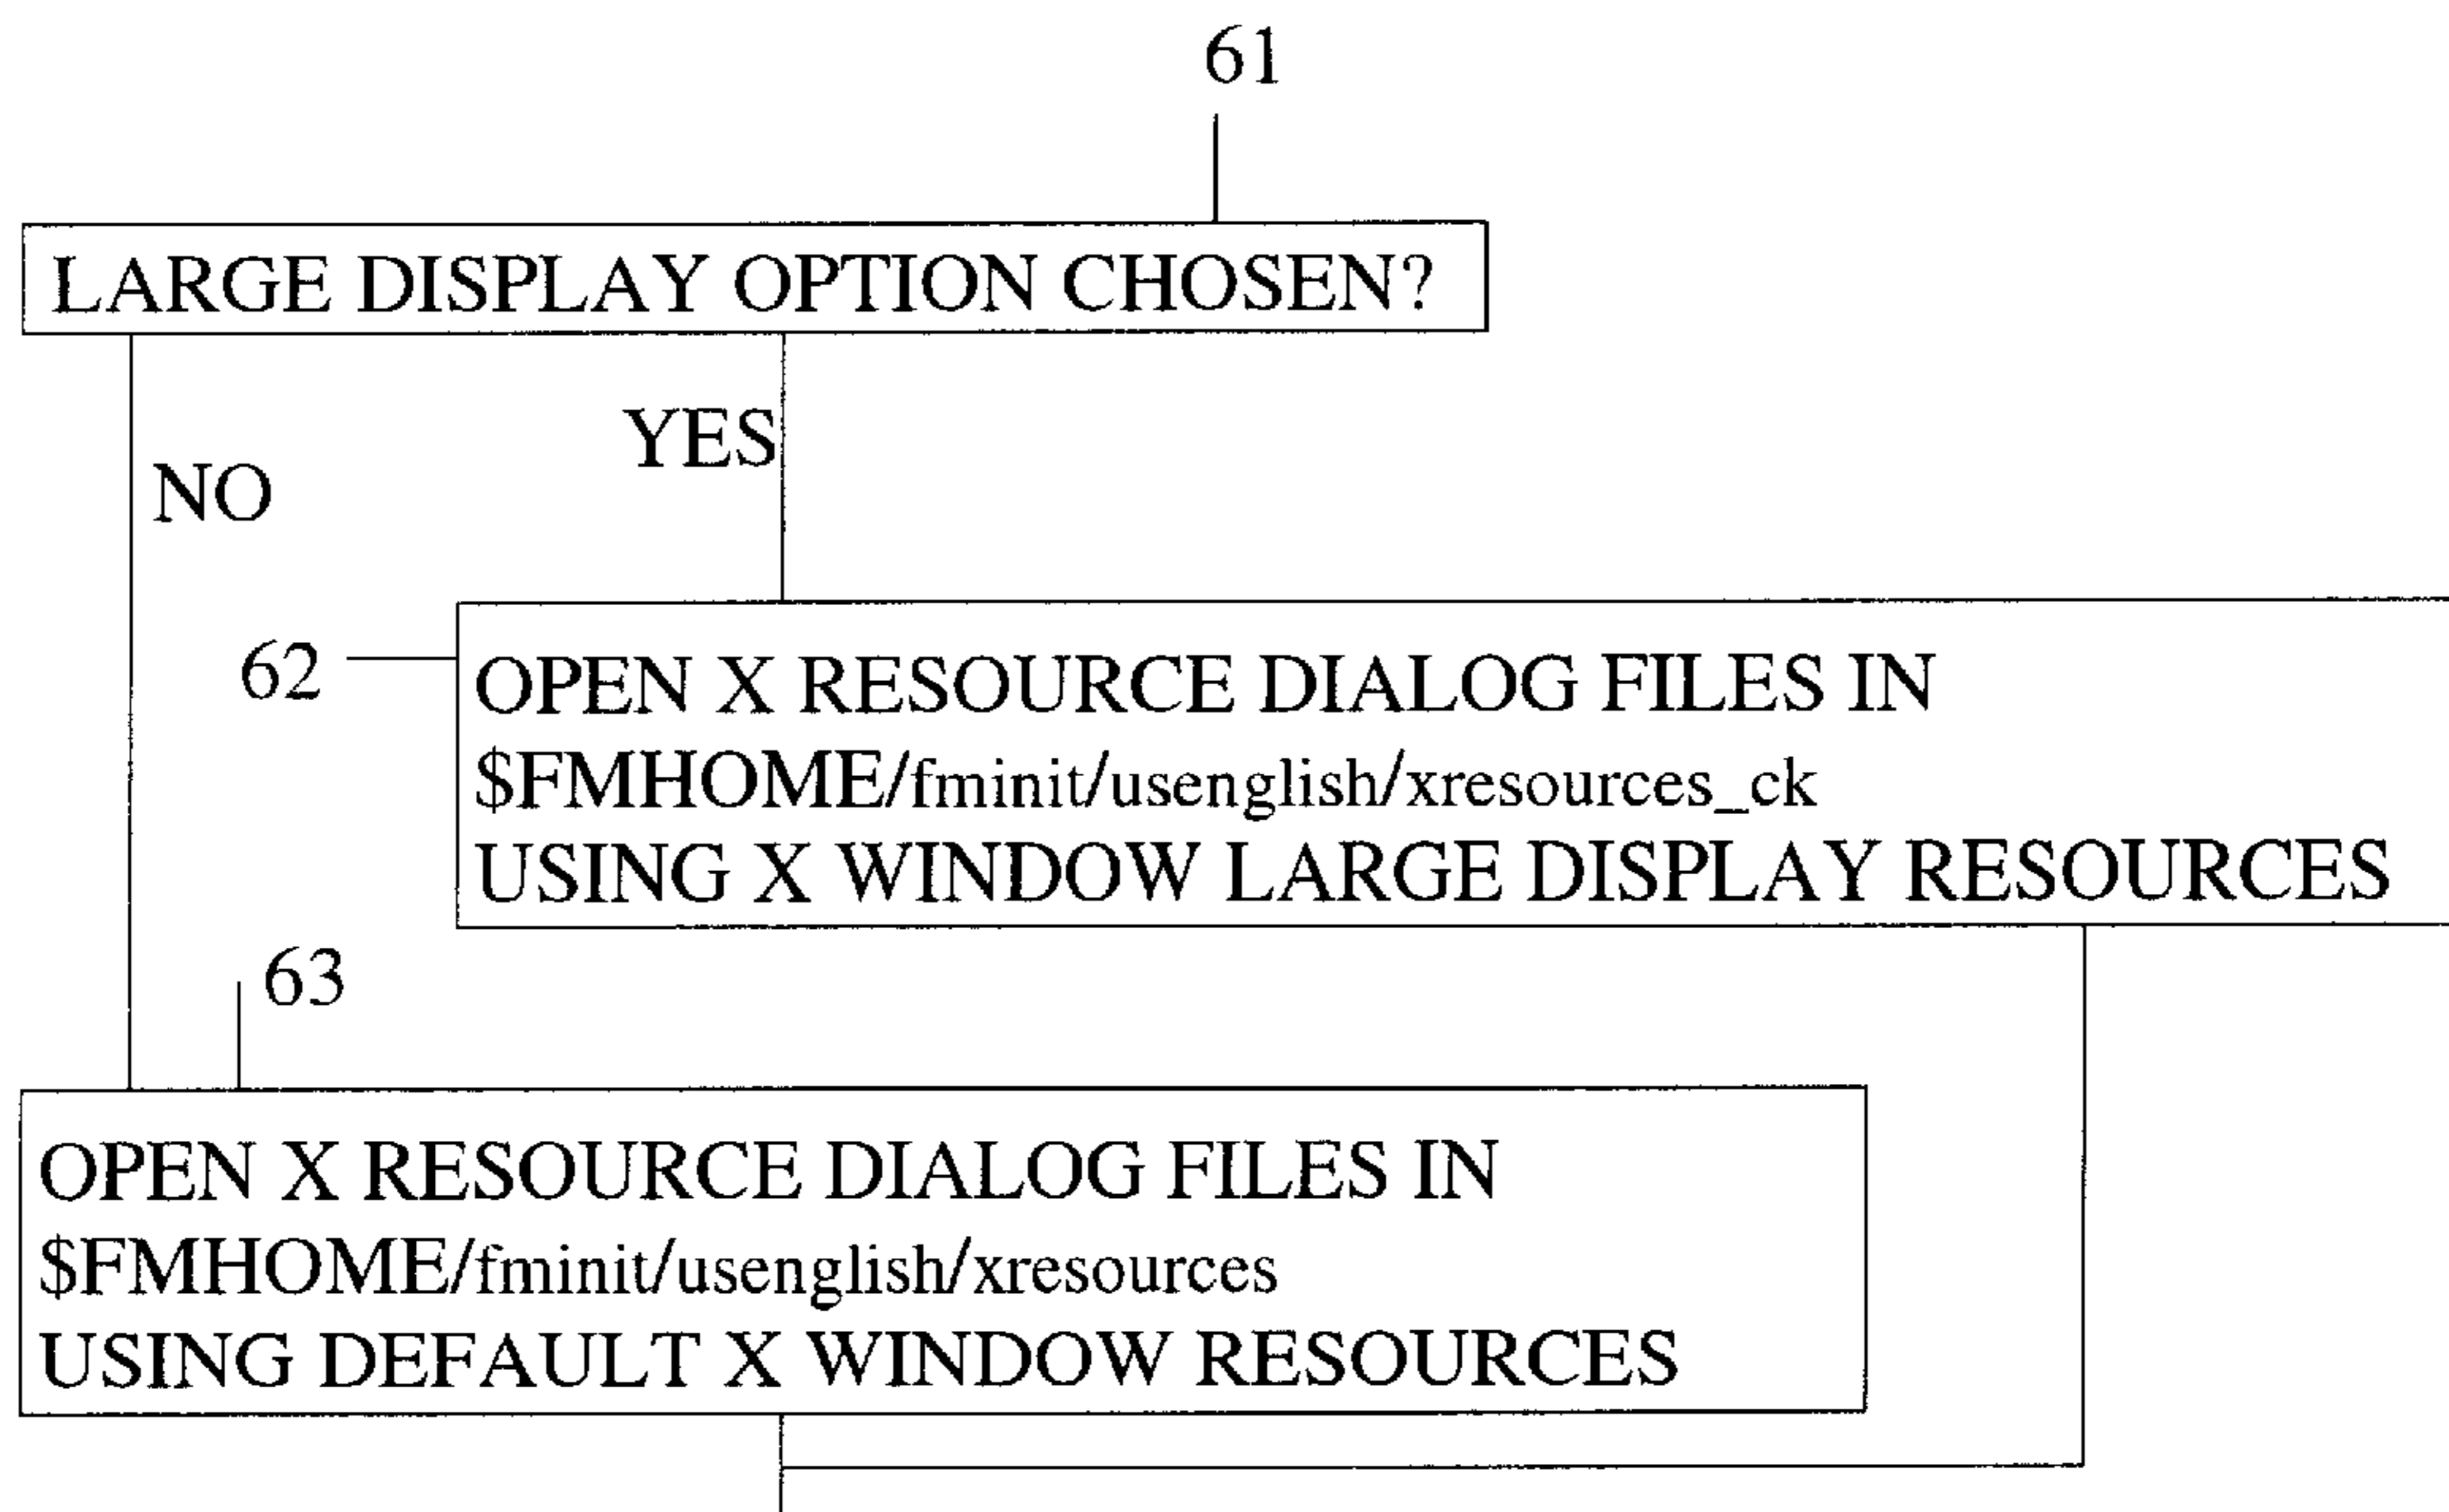 61
LARGE DISPLAY OPTION CHOSEN?
YES
NO
62
OPEN X RESOURCE DIALOG FILES IN
$FMHOME/fminit/usenglish/xresources_ck
USING X WINDOW LARGE DISPLAY RESOURCES
63
OPEN X RESOURCE DIALOG FILES IN
$FMHOME/fminit/usenglish/xresources
USING DEFAULT X WINDOW RESOURCES